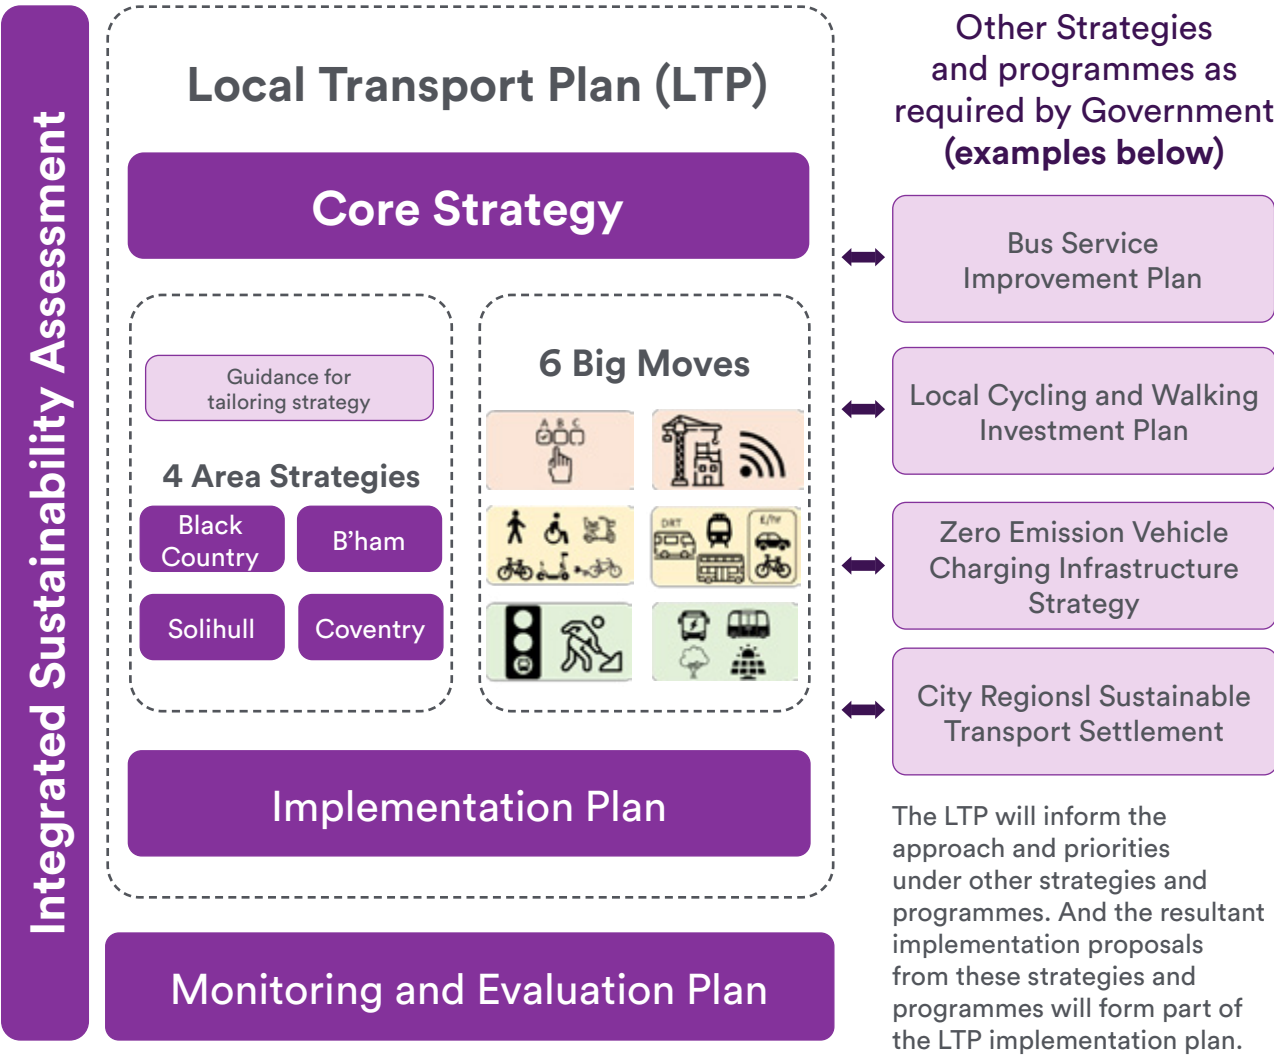 Integrated Sustainability Assessment
Local Transport Plan (LTP)
Core Strategy
Guidance for
tailoring strategy
4 Area Strategies
Black
Country
B'ham
Solihull
Coventry
6 Big Moves
A B C
DRT
£/hr
Implementation Plan
Monitoring and Evaluation Plan
Other Strategies
and programmes as
required by Government
(examples below)
Bus Service
Improvement Plan
Local Cycling and Walking
Investment Plan
Zero Emission Vehicle
Charging Infrastructure
Strategy
City Regionsl Sustainable
Transport Settlement
The LTP will inform the
approach and priorities
under other strategies and
programmes. And the resultant
implementation proposals
from these strategies and
programmes will form part of
the LTP implementation plan.